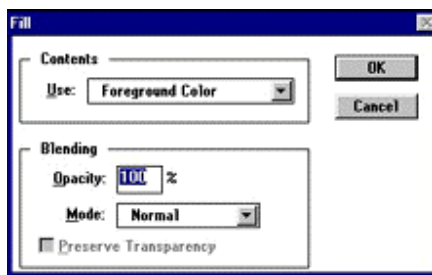 Fill
Contents
Use: Foreground Color
OK
Cancel
Blending
Opacity: 100 %
Mode: Normal
Preserve Transparency